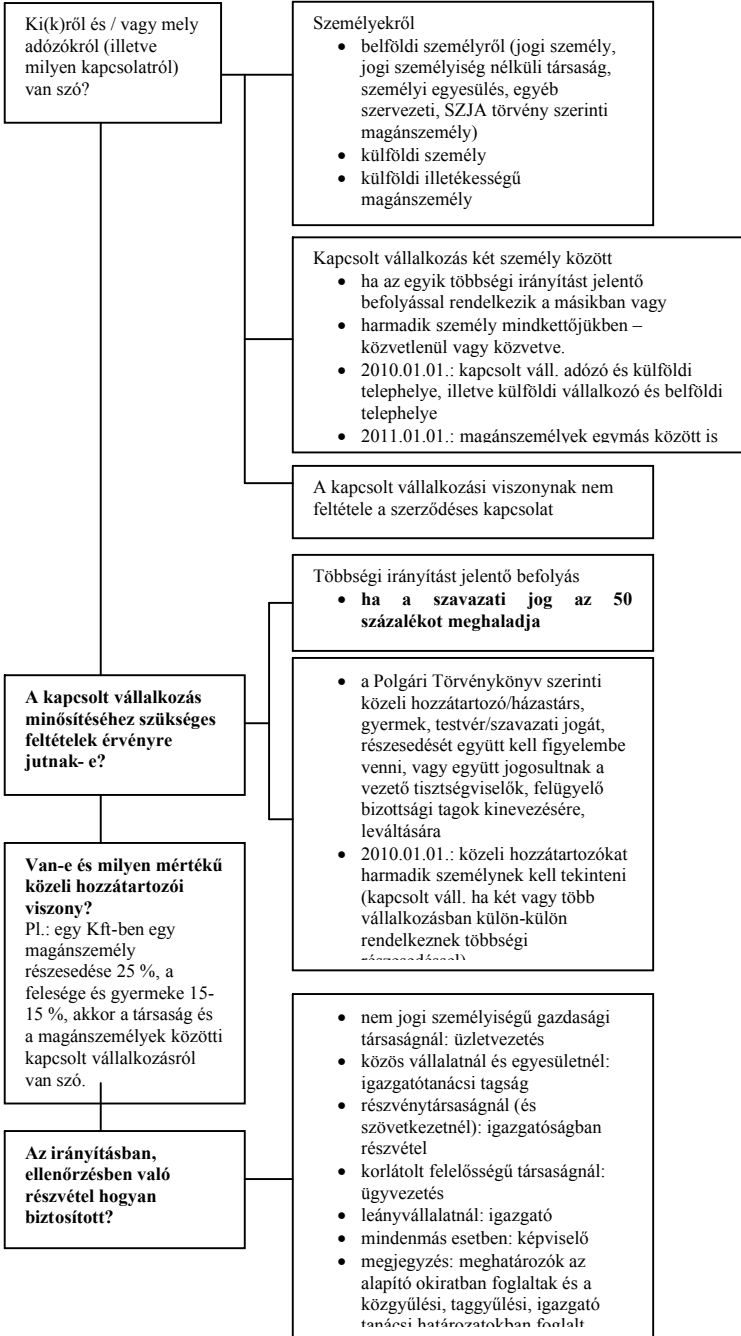 Ki(k)ről és / vagy mely
adózókról (illetve
milyen kapcsolatról)
van szó?
Személyekről
• belföldi személyről (jogi személy,
jogi személyiség nélküli társaság,
személyi egyesülés, egyéb
szervezeti, SZJA törvény szerinti
magánszemély)
• külföldi személy
• külföldi illetékességű
magánszemély
Kapcsolt vállalkozás két személy között
• ha az egyik többségi irányítást jelentő
befolyással rendelkezik a másikban vagy
• harmadik személy mindkettőjükben –
közvetlenül vagy közvetve.
• 2010.01.01.: kapcsolt váll. adózó és külföldi
telephelye, illetve külföldi vállalkozó és belföldi
telephelye
• 2011.01.01.: magánszemélyek egymás között is
A kapcsolt vállalkozási viszonynak nem
feltétele a szerződéses kapcsolat
Többségi irányítást jelentő befolyás
• ha a szavazati jog az 50
százalékot meghaladja
A kapcsolt vállalkozás
minősítéséhez szükséges
feltételek érvényre
jutnak- e?
• a Polgári Törvénykönyv szerinti
közeli hozzátartozó/házastárs,
gyermek, testvér/szavazati jogát,
részesedését együtt kell figyelembe
venni, vagy együtt jogosultnak a
vezető tisztségviselők, felügyelő
bizottsági tagok kinevezésére,
leváltására
• 2010.01.01.: közeli hozzátartozókat
harmadik személynek kell tekinteni
(kapcsolt váll. ha két vagy több
vállalkozásban külön-külön
rendelkeznek többségi
részesedéssel)
Van-e és milyen mértékű
közeli hozzátartozói
viszony?
Pl.: egy Kft-ben egy
magánszemély
részesedése 25 %, a
felesége és gyermeke 15-
15 %, akkor a társaság és
a magánszemélyek közötti
kapcsolt vállalkozásról
van szó.
Az irányításban,
ellenőrzésben való
részvétel hogyan
biztosított?
• nem jogi személyiségű gazdasági
társaságnál: üzletvezetés
• közös vállalatnál és egyesületnél:
igazgatótanácsi tagság
• részvénytársaságnál (és
szövetkezetnél): igazgatóságban
részvétel
• korlátolt felelősségű társaságnál:
ügyvezetés
• leányvállalatnál: igazgató
• mindenmás esetben: képviselő
• megjegyzés: meghatározók az
alapító okiratban foglaltak és a
közgyűlési, taggyűlési, igazgató
tanácsi határozatokban foglalt